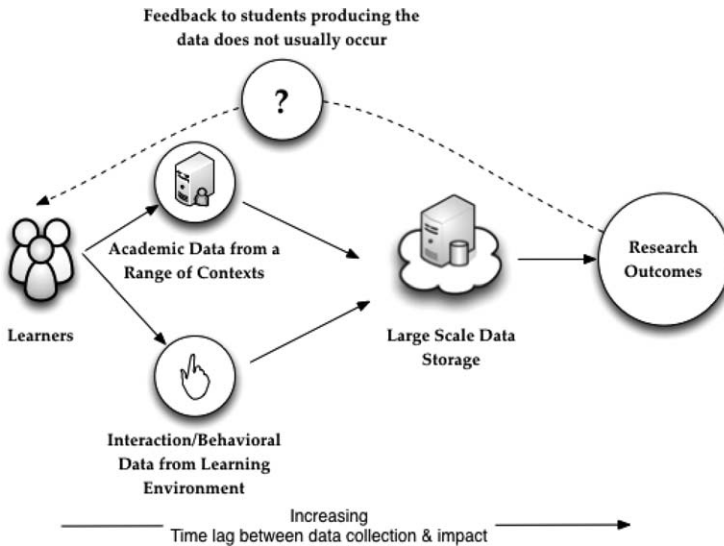 Feedback to students producing the
data does not usually occur
?
Academic Data from a
Range of Contexts
Research
Outcomes
Learners
Large Scale Data
Storage
Interaction/Behavioral
Data from Learning
Environment
Increasing
Time lag between data collection & impact